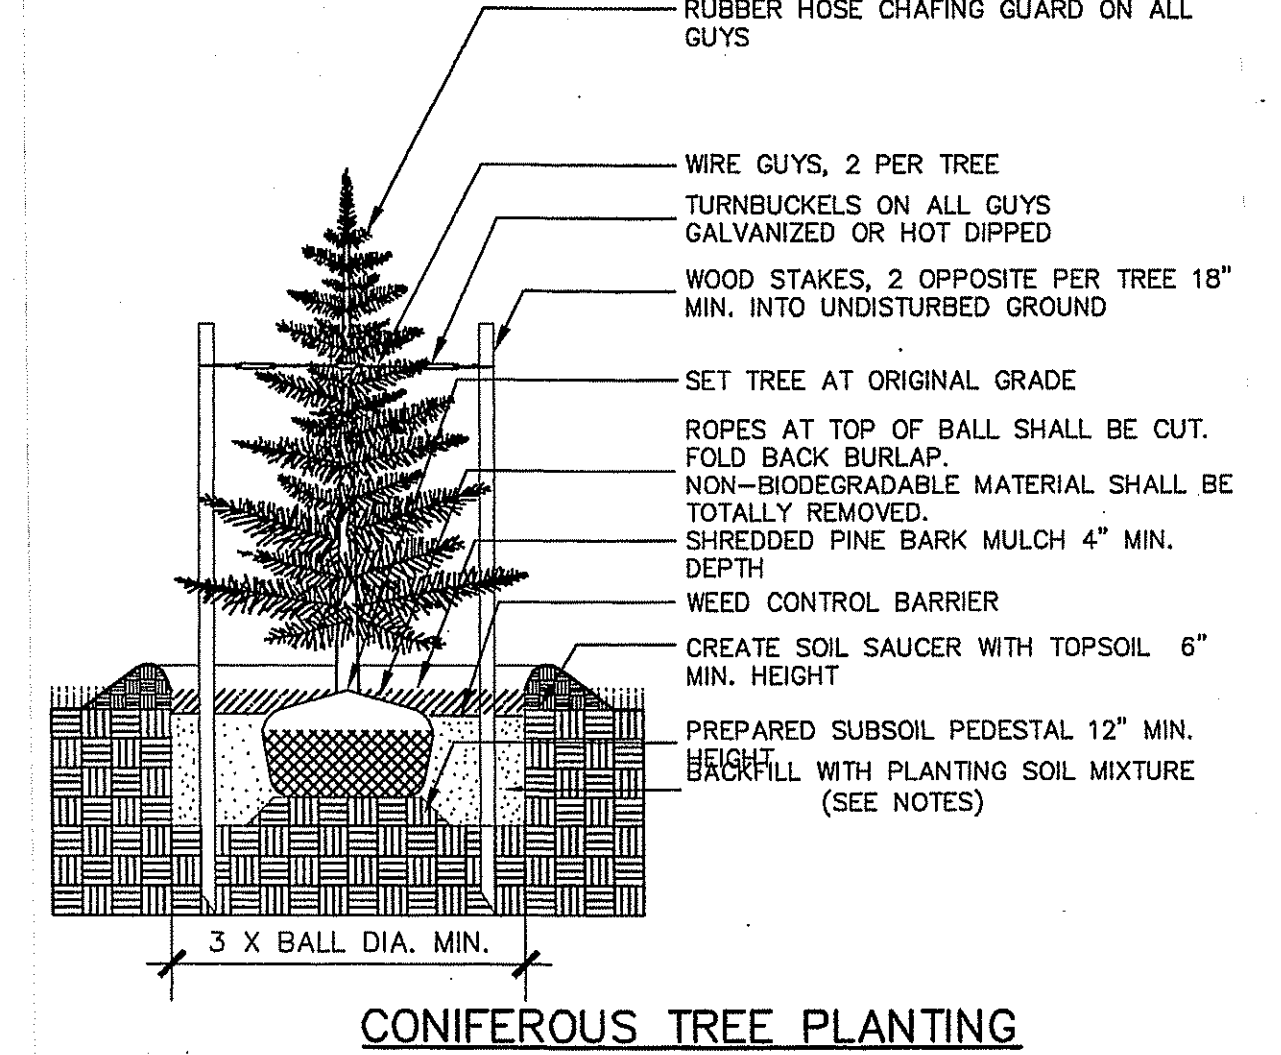 RUBBER HOSE CHAFING GUARD ON ALL
GUYS
WIRE GUYS, 2 PER TREE
TURNBUCKELS ON ALL GUYS
GALVANIZED OR HOT DIPPED
WOOD STAKES, 2 OPPOSITE PER TREE 18"
MIN. INTO UNDISTURBED GROUND
SET TREE AT ORIGINAL GRADE
ROPES AT TOP OF BALL SHALL BE CUT.
FOLD BACK BURLAP.
NON-BIODEGRADABLE MATERIAL SHALL BE
TOTALLY REMOVED.
SHREDDED PINE BARK MULCH 4" MIN.
DEPTH
WEED CONTROL BARRIER
CREATE SOIL SAUCER WITH TOPSOIL 6"
MIN. HEIGHT
PREPARED SUBSOIL PEDESTAL 12" MIN.
HEIGHT
BACKFILL WITH PLANTING SOIL MIXTURE
(SEE NOTES)
3 X BALL DIA. MIN.
CONIFEROUS TREE PLANTING